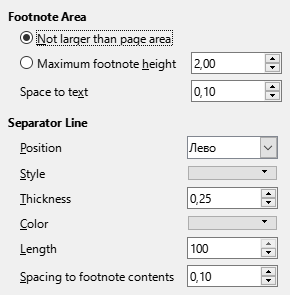 Footnote Area
Not larger than page area
Maximum footnote height 2,00
Space to text 0,10
Separator Line
Position Лево
Style
Thickness 0,25
Color
Length 100
Spacing to footnote contents 0,10